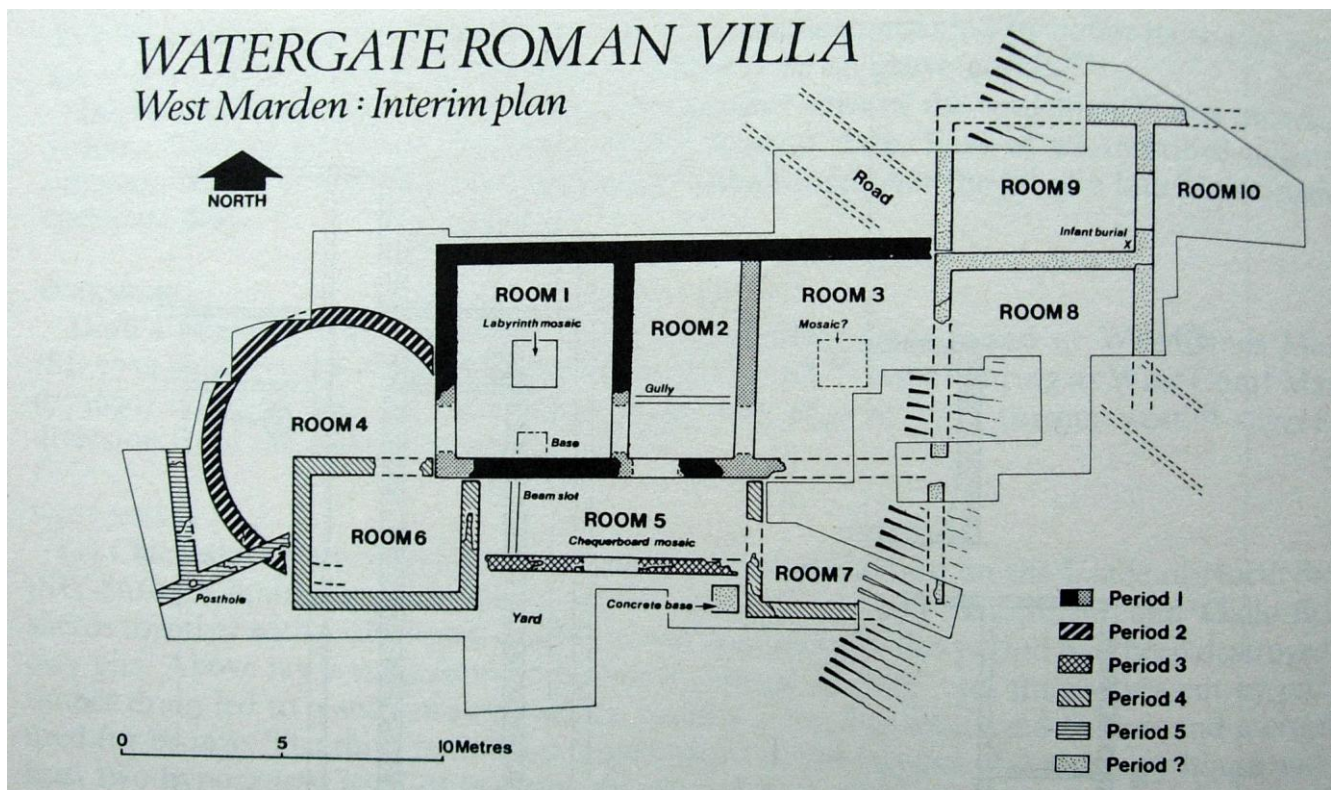 WATERGATE ROMAN VILLA
West Marden : Interim plan
NORTH
Road
ROOM 9
ROOM 10
Infant burial
X
ROOM 1
Labyrinth mosaic
ROOM 2
ROOM 3
Mosaic?
ROOM 8
Gully
ROOM 4
Base
Beam slot
ROOM 5
Chequerboard mosaic
ROOM 6
ROOM 7
Posthole
Concrete base
Yard
Period 1
Period 2
Period 3
Period 4
Period 5
Period ?
0 5 10 Metres